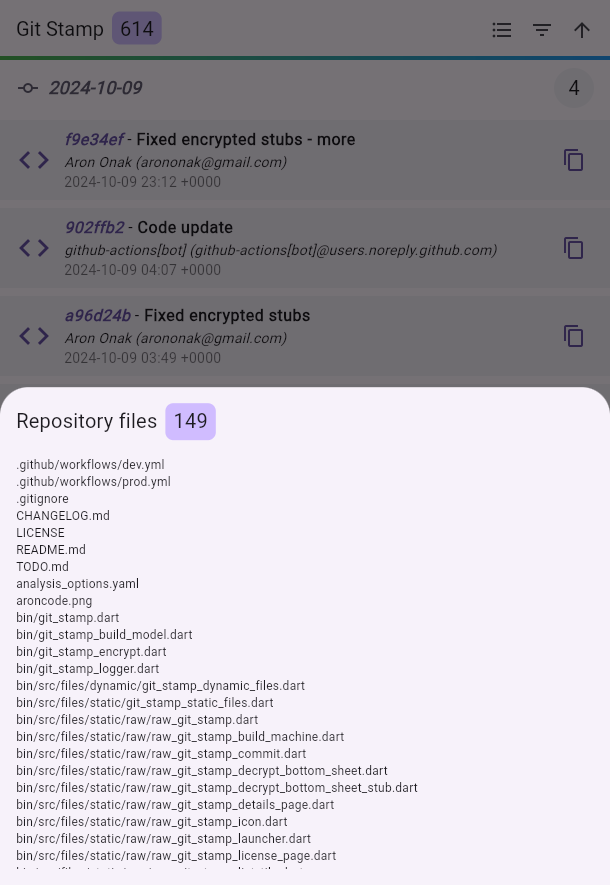 Git Stamp 614
2024-10-09 4
f9e34ef - Fixed encrypted stubs - more
Aron Onak (arononak@gmail.com)
2024-10-09 23:12 +0000
902ffb2 - Code update
github-actions[bot] (github-actions[bot]@users.noreply.github.com)
2024-10-09 04:07 +0000
a96d24b - Fixed encrypted stubs
Aron Onak (arononak@gmail.com)
2024-10-09 03:49 +0000
Repository files 149
.github/workflows/dev.yml
.github/workflows/prod.yml
.gitignore
CHANGELOG.md
LICENSE
README.md
TODO.md
analysis_options.yaml
aroncode.png
bin/git_stamp.dart
bin/git_stamp_build_model.dart
bin/git_stamp_encrypt.dart
bin/git_stamp_logger.dart
bin/src/files/dynamic/git_stamp_dynamic_files.dart
bin/src/files/static/git_stamp_static_files.dart
bin/src/files/static/raw/raw_git_stamp.dart
bin/src/files/static/raw/raw_git_stamp_build_machine.dart
bin/src/files/static/raw/raw_git_stamp_commit.dart
bin/src/files/static/raw/raw_git_stamp_decrypt_bottom_sheet.dart
bin/src/files/static/raw/raw_git_stamp_decrypt_bottom_sheet_stub.dart
bin/src/files/static/raw/raw_git_stamp_details_page.dart
bin/src/files/static/raw/raw_git_stamp_icon.dart
bin/src/files/static/raw/raw_git_stamp_launcher.dart
bin/src/files/static/raw/raw_git_stamp_license_page.dart